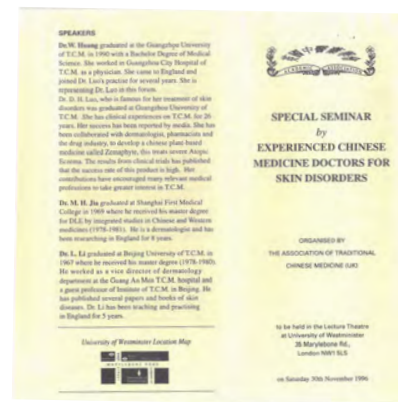 SPEAKERS
Dr.W. Huang graduated at the Guangzhou University
of T.C.M. in 1990 with a Bachelor Degree of Medical
Science. She worked in Guangzhou City Hospital of
T.C.M. as a physician. She came to England and
joined Dr. Luo's practise for several years. She is
representing Dr. Luo in this forum.
Dr. D. H. Luo, who is famous for her treatment of skin
disorders was graduated at Guangzhou University of
T.C.M. She has clinical experiences on T.C.M. for 26
years. Her success has been reported by media. She has
been collaborated with dermatologist, pharmacists and
the drug industry, to develop a chinese plant based
medicine called Zemaphyte, this treats severe Atopic
Eczema. The results from clinical trials has published
that the success rate of this product is high. Her
contributions have encouraged many relevant medical
professions to take greater interest in T.C.M.
Dr. M. H. Jia graduated at Shanghai First Medical
College in 1969 where he received his master degree
for DLE by integrated studies in Chinese and Western
medicines (1978-1981). He is a dermatologist and has
been researching in England for 8 years.
Dr. L. Li graduated at Beijing University of T.C.M. in
1967 where he received his master degree (1978-1980).
He worked as a vice director of dermatology
department at the Guang An Men T.C.M. hospital and
a guest professor of Institute of T.C.M. in Beijing. He
has published several papers and books of skin
diseases. Dr. Li has been teaching and practising
in England for 5 years.
University of Westminster Location Map
MARYLEBONE ROAD
SPECIAL SEMINAR
by
EXPERIENCED CHINESE
MEDICINE DOCTORS FOR
SKIN DISORDERS
ORGANISED BY
THE ASSOCIATION OF TRADITIONAL
CHINESE MEDICINE (UK)
to be held in the Lecture Theatre
at University of Westminster
35 Marylebone Rd.,
London NW1 5LS
on Saturday 30th November 1996